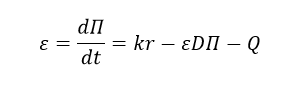 ε = dΠ/dt = kr − εDΠ − Q